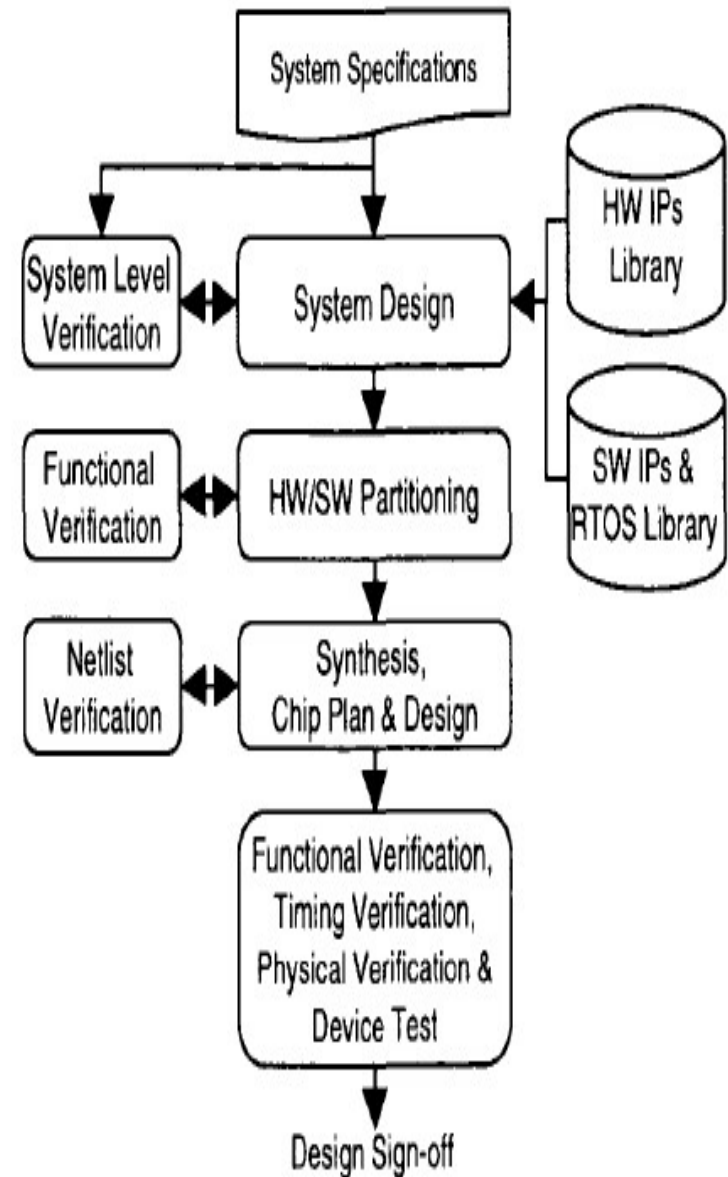 System Specifications
HW IPs
Library
System Level
Verification
System Design
SW IPs &
RTOS Library
Functional
Verification
HW/SW Partitioning
Netlist
Verification
Synthesis,
Chip Plan & Design
Functional Verification,
Timing Verification,
Physical Verification &
Device Test
Design Sign-off